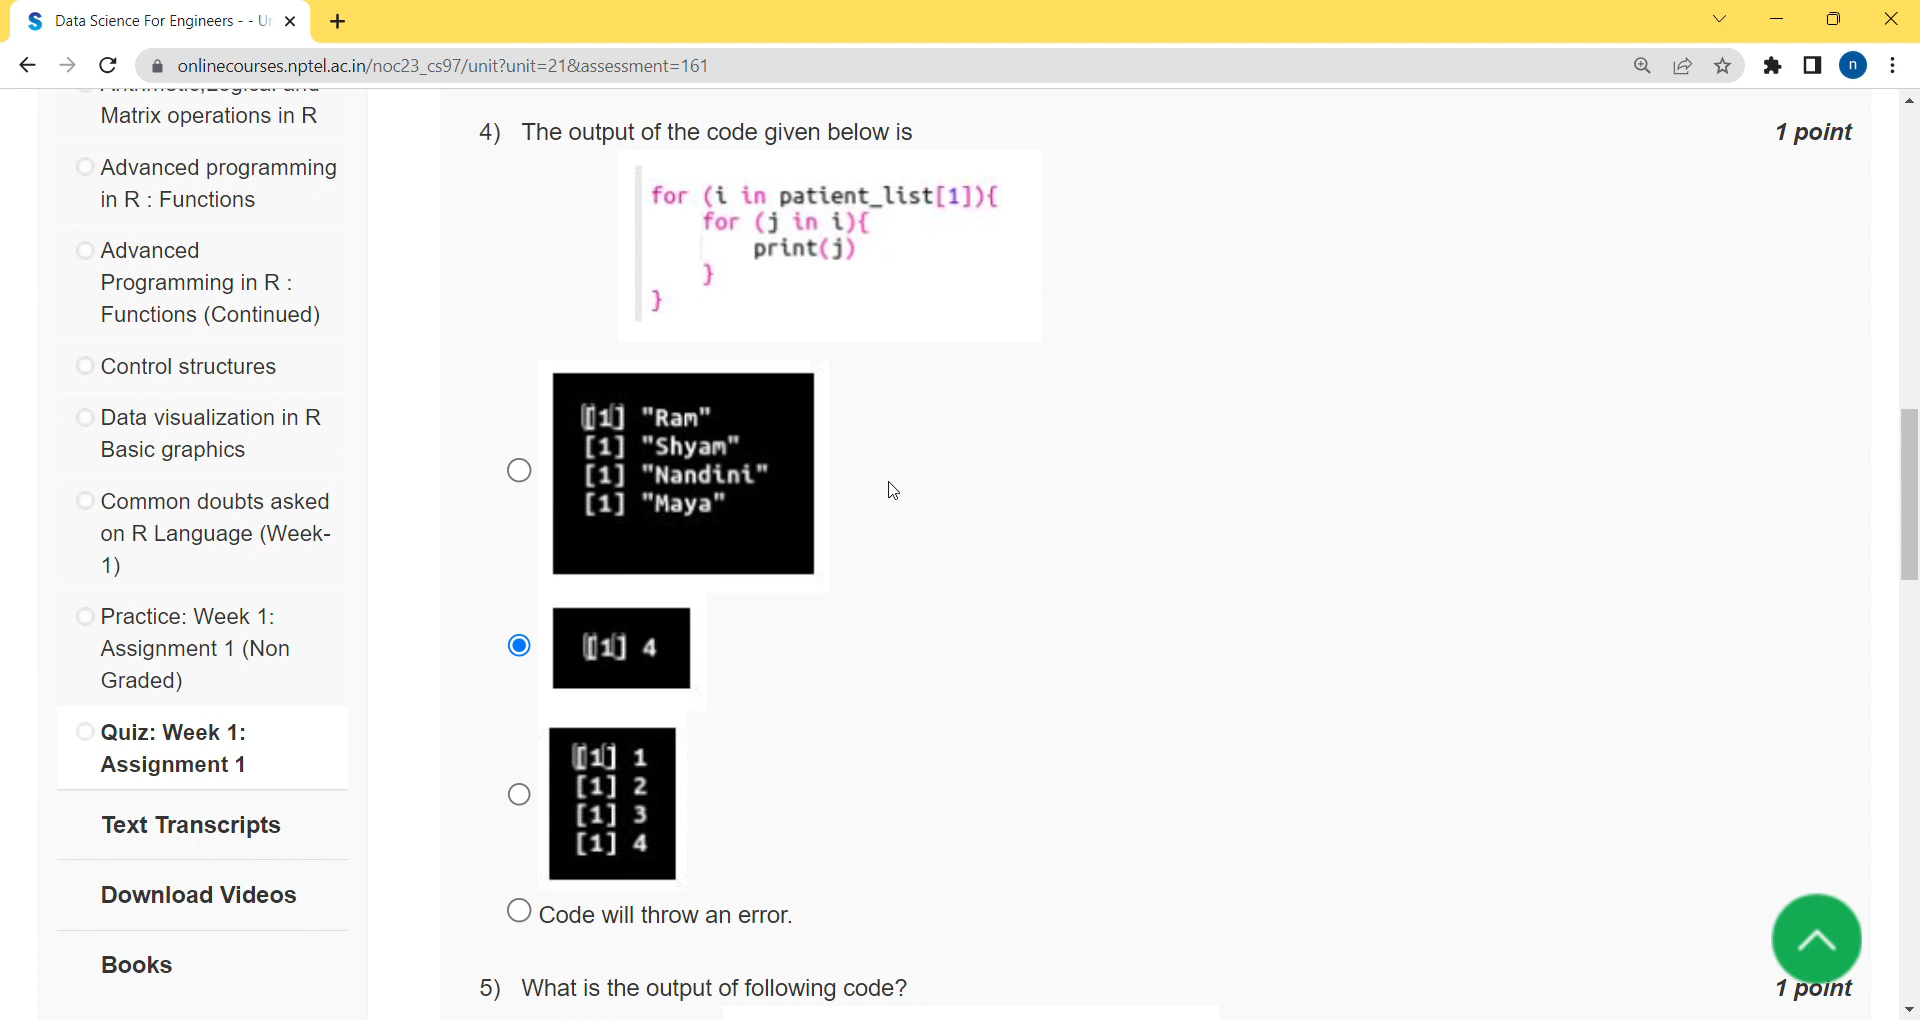 Data Science For Engineers - - Ur
onlinecourses.nptel.ac.in/noc23_cs97/unit?unit=21&assessment=161
n
Matrix operations in R
Advanced programming
in R : Functions
Advanced
Programming in R :
Functions (Continued)
Control structures
Data visualization in R
Basic graphics
Common doubts asked
on R Language (Week-
1)
Practice: Week 1:
Assignment 1 (Non
Graded)
Quiz: Week 1:
Assignment 1
Text Transcripts
Download Videos
Books
4) The output of the code given below is
1 point
for (i in patient_list[1]){
for (j in i){
print(j)
}
}
[1] "Ram"
[1] "Shyam"
[1] "Nandini"
[1] "Maya"
[1] 4
[1] 1
[1] 2
[1] 3
[1] 4
Code will throw an error.
5) What is the output of following code?
1 point